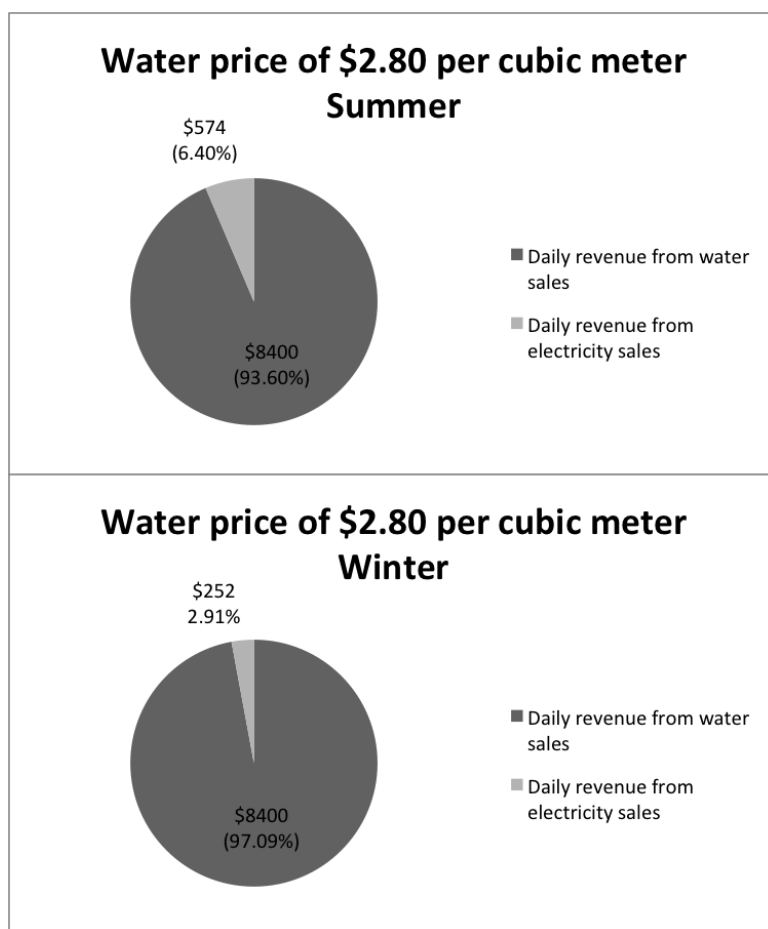 Water price of $2.80 per cubic meter
Summer
$574
(6.40%)
$8400
(93.60%)
Daily revenue from water
sales
Daily revenue from
electricity sales
Water price of $2.80 per cubic meter
Winter
$252
2.91%
$8400
(97.09%)
Daily revenue from water
sales
Daily revenue from
electricity sales